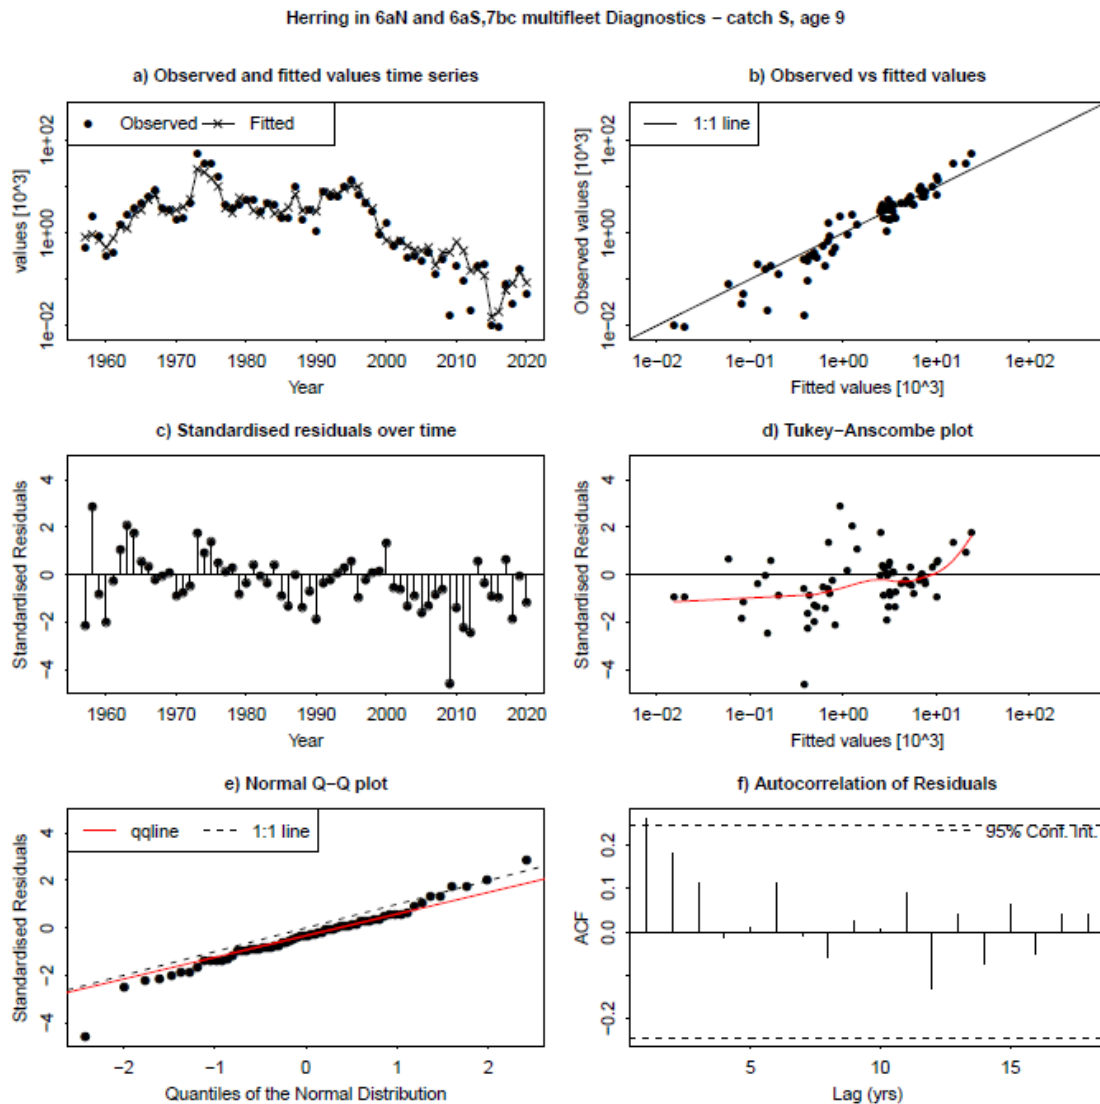 Herring in 6aN and 6aS,7bc multifleet Diagnostics − catch S, age 9
a) Observed and fitted values time series
Observed
Fitted
values [10^3]
1e+02
1e+00
1e−02
1960 1970 1980 1990 2000 2010 2020
Year
b) Observed vs fitted values
1:1 line
Observed values [10^3]
1e+02
1e+00
1e−02
1e−02 1e−01 1e+00 1e+01 1e+02
Fitted values [10^3]
c) Standardised residuals over time
Standardised Residuals
4
2
0
−2
−4
1960 1970 1980 1990 2000 2010 2020
Year
d) Tukey−Anscombe plot
Standardised Residuals
4
2
0
−2
−4
1e−02 1e−01 1e+00 1e+01 1e+02
Fitted values [10^3]
e) Normal Q−Q plot
qqline
1:1 line
Standardised Residuals
4
2
0
−2
−4
−2 −1 0 1 2
Quantiles of the Normal Distribution
f) Autocorrelation of Residuals
95% Conf. Int.
ACF
0.2
0.1
0.0
−0.2
5 10 15
Lag (yrs)